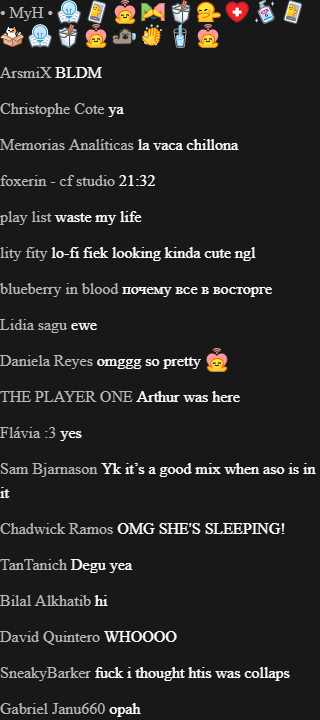 • MyH •
ArsmiX BLDM
Christophe Cote ya
Memorias Analíticas la vaca chillona
foxerin - cf studio 21:32
play list waste my life
lity fity lo-fi fiek looking kinda cute ngl
blueberry in blood почему все в восторге
Lidia sagu ewe
Daniela Reyes omggg so pretty
THE PLAYER ONE Arthur was here
Flávia :3 yes
Sam Bjarnason Yk it’s a good mix when aso is in
it
Chadwick Ramos OMG SHE'S SLEEPING!
TanTanich Degu yea
Bilal Alkhatib hi
David Quintero WHOOOO
SneakyBarker fuck i thought htis was collaps
Gabriel Janu660 opah